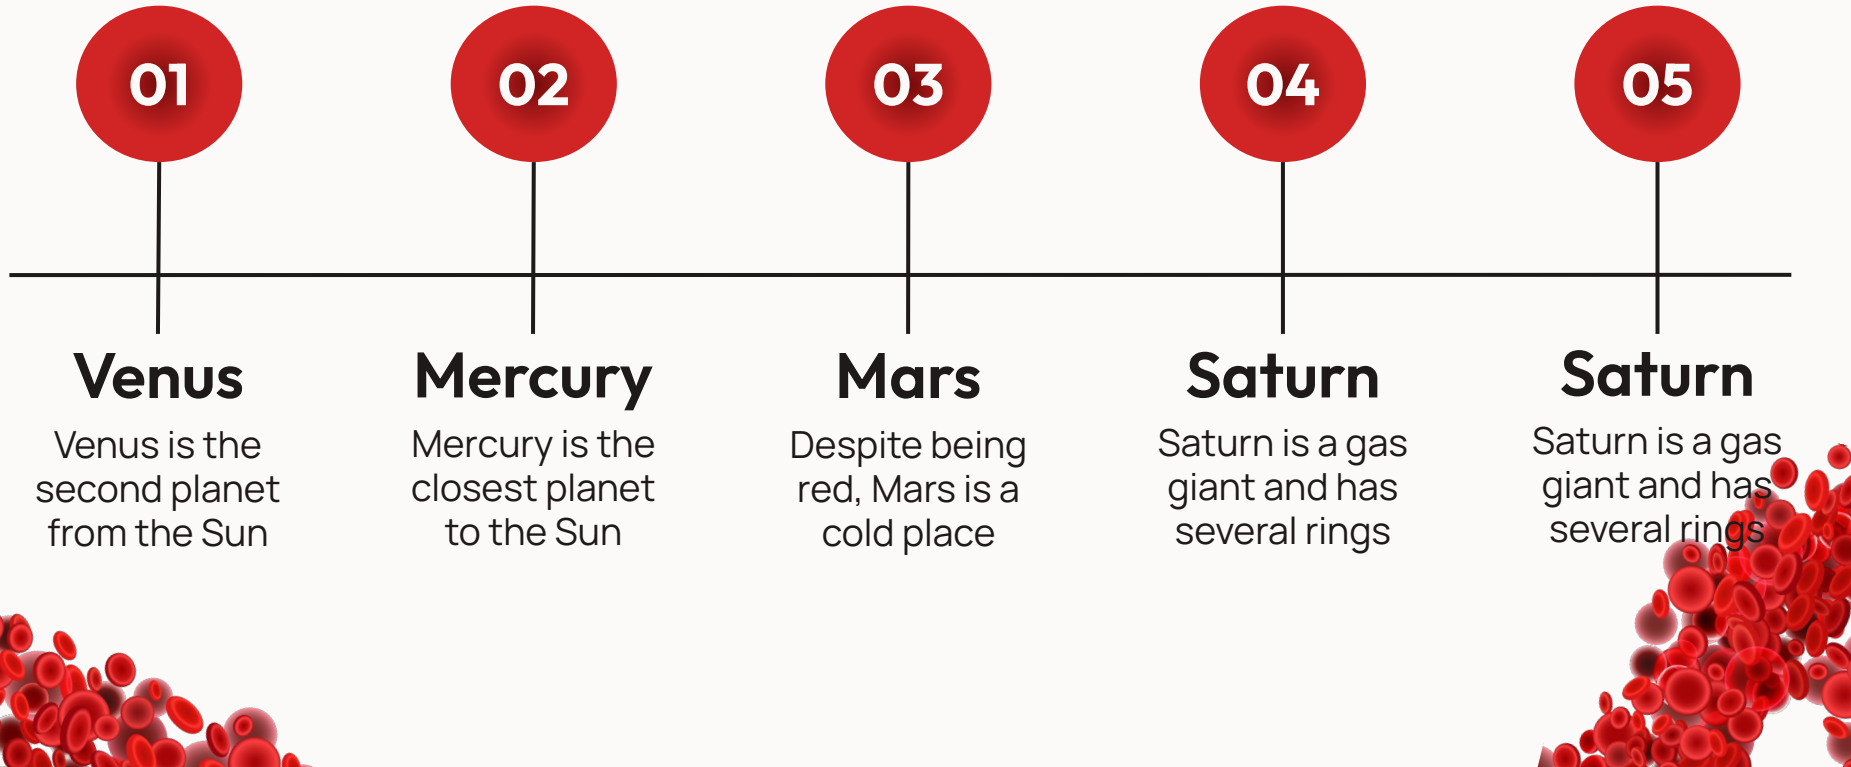 01
02
03
04
05
Venus
Venus is the
second planet
from the Sun
Mercury
Mercury is the
closest planet
to the Sun
Mars
Despite being
red, Mars is a
cold place
Saturn
Saturn is a gas
giant and has
several rings
Saturn
Saturn is a gas
giant and has
several rings